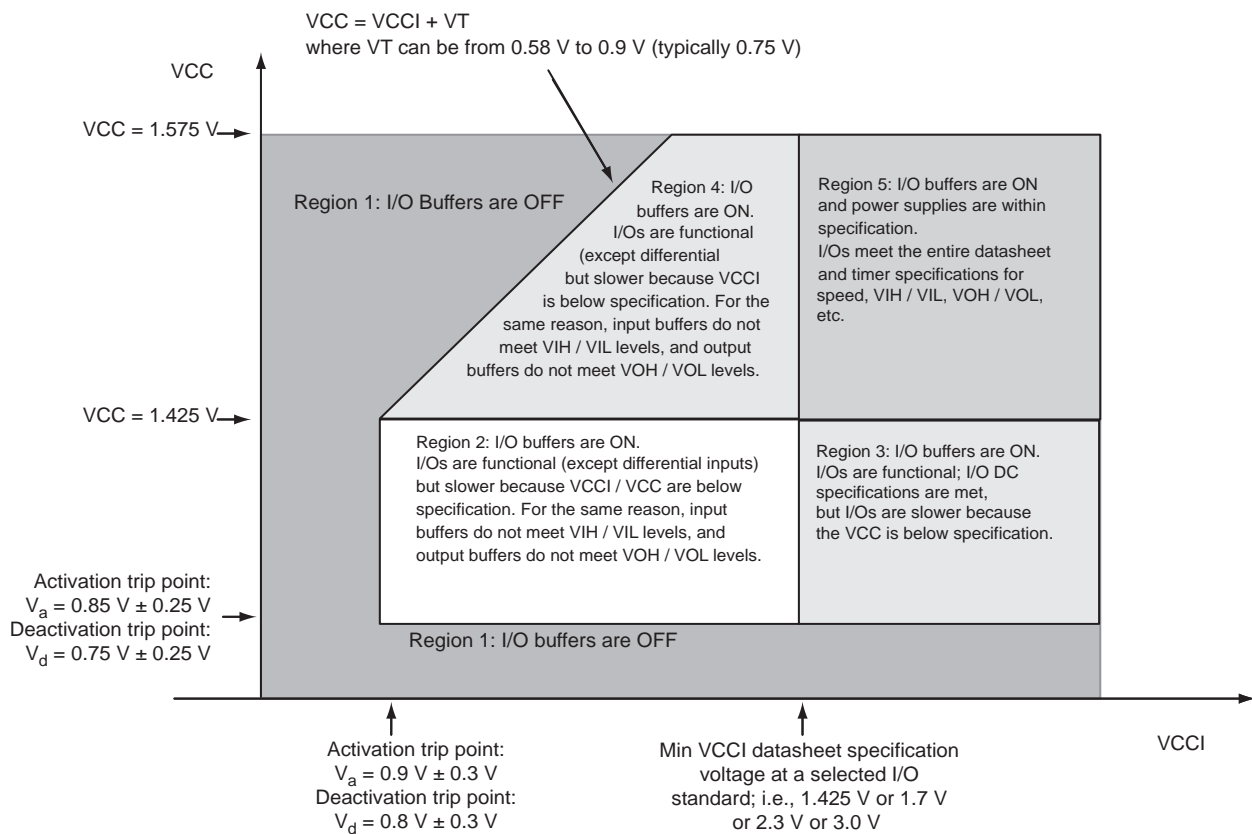 VCC = VCCI + VT
where VT can be from 0.58 V to 0.9 V (typically 0.75 V)
VCC
VCC = 1.575 V
Region 1: I/O Buffers are OFF
Region 4: I/O
buffers are ON.
I/Os are functional
(except differential
but slower because VCCI
is below specification. For the
same reason, input buffers do not
meet VIH / VIL levels, and output
buffers do not meet VOH / VOL levels.
Region 5: I/O buffers are ON
and power supplies are within
specification.
I/Os meet the entire datasheet
and timer specifications for
speed, VIH / VIL, VOH / VOL,
etc.
VCC = 1.425 V
Region 2: I/O buffers are ON.
I/Os are functional (except differential inputs)
but slower because VCCI / VCC are below
specification. For the same reason, input
buffers do not meet VIH / VIL levels, and
output buffers do not meet VOH / VOL levels.
Region 3: I/O buffers are ON.
I/Os are functional; I/O DC
specifications are met,
but I/Os are slower because
the VCC is below specification.
Activation trip point:
Va = 0.85 V ± 0.25 V
Deactivation trip point:
Vd = 0.75 V ± 0.25 V
Region 1: I/O buffers are OFF
Activation trip point:
Va = 0.9 V ± 0.3 V
Deactivation trip point:
Vd = 0.8 V ± 0.3 V
Min VCCI datasheet specification
voltage at a selected I/O
standard; i.e., 1.425 V or 1.7 V
or 2.3 V or 3.0 V
VCCI